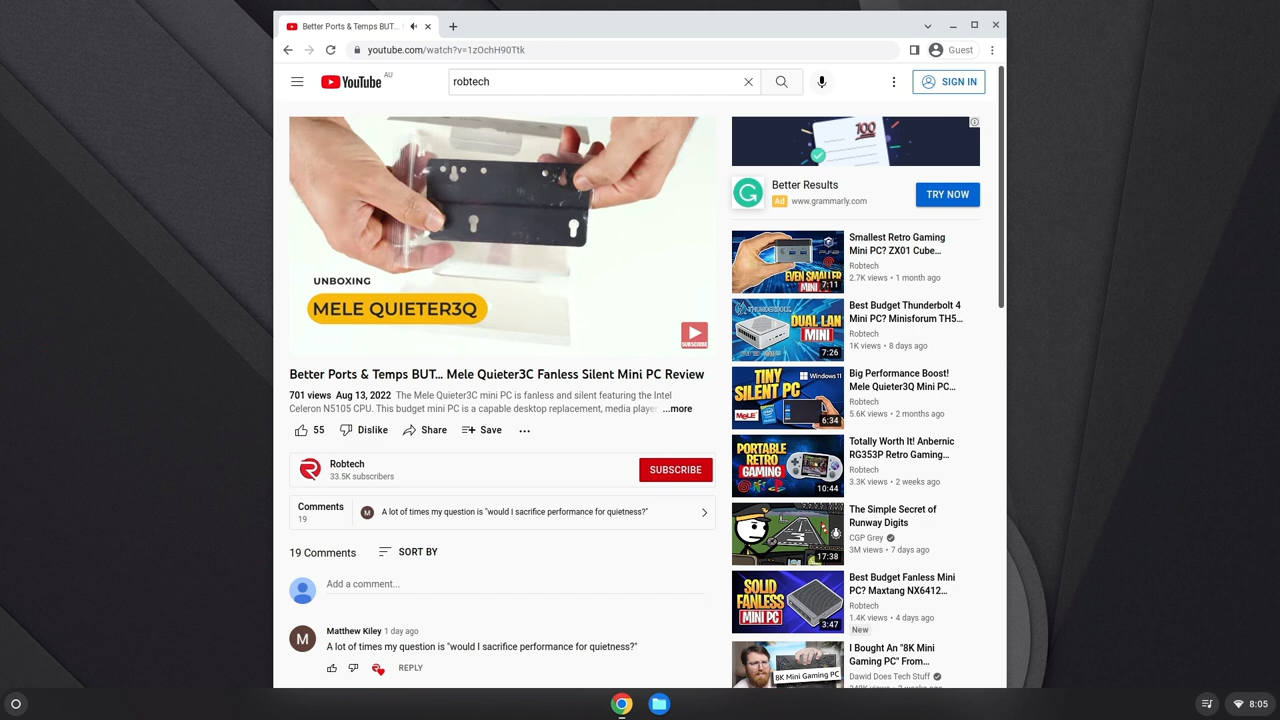 Better Ports & Temps BUT...
youtube.com/watch?v=1zOchH90Ttk
Guest
YouTube AU
robtech
SIGN IN
UNBOXING
MELE QUIETER3Q
SUBSCRIBE
Better Ports & Temps BUT... Mele Quieter3C Fanless Silent Mini PC Review
701 views Aug 13, 2022 The Mele Quieter3C mini PC is fanless and silent featuring the Intel
Celeron N5105 CPU. This budget mini PC is a capable desktop replacement, media player ...more
55 Dislike Share Save
Robtech
33.5K subscribers
SUBSCRIBE
Comments
19
M
A lot of times my question is "would I sacrifice performance for quietness?"
19 Comments SORT BY
Add a comment...
M
Matthew Kiley 1 day ago
A lot of times my question is "would I sacrifice performance for quietness?"
REPLY
100
Better Results
Ad www.grammarly.com
TRY NOW
EVEN SMALLER
MINI
7:11
Smallest Retro Gaming
Mini PC? ZX01 Cube...
Robtech
2.7K views • 1 month ago
DUAL-LAN
MINI
7:26
Best Budget Thunderbolt 4
Mini PC? Minisforum TH5...
Robtech
1K views • 8 days ago
TINY
SILENT PC
Windows 11
MeLE
6:34
Big Performance Boost!
Mele Quieter3Q Mini PC...
Robtech
5.6K views • 2 months ago
PORTABLE
RETRO
GAMING
10:44
Totally Worth It! Anbernic
RG353P Retro Gaming...
Robtech
3.3K views • 2 weeks ago
17:38
The Simple Secret of
Runway Digits
CGP Grey
3M views • 7 days ago
SOLID
FANLESS
MINI PC
3:47
Best Budget Fanless Mini
PC? Maxtang NX6412...
Robtech
1.4K views • 4 days ago
New
8K Mini Gaming PC
I Bought An "8K Mini
Gaming PC" From...
Dawid Does Tech Stuff
8:05